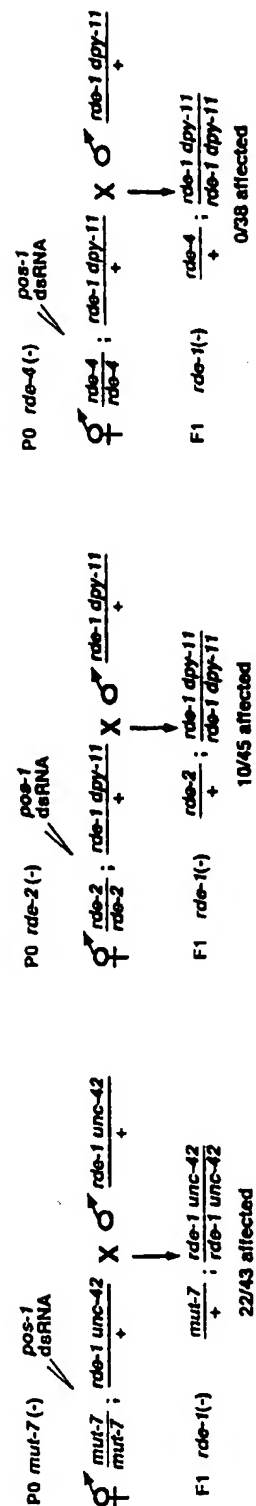 P0 mut-7 (-)
pos-1
dsRNA
mut-7
mut-7
;
rde-1 unc-42
+
X
rde-1 unc-42
+
F1 rde-1(-)
mut-7
+
;
rde-1 unc-42
rde-1 unc-42
22/43 affected
P0 rde-2 (-)
pos-1
dsRNA
rde-2
rde-2
;
rde-1 dpy-11
+
X
rde-1 dpy-11
+
F1 rde-1(-)
rde-2
+
;
rde-1 dpy-11
rde-1 dpy-11
10/45 affected
P0 rde-4 (-)
pos-1
dsRNA
rde-4
rde-4
;
rde-1 dpy-11
+
X
rde-1 dpy-11
+
F1 rde-1(-)
rde-4
+
;
rde-1 dpy-11
rde-1 dpy-11
0/38 affected